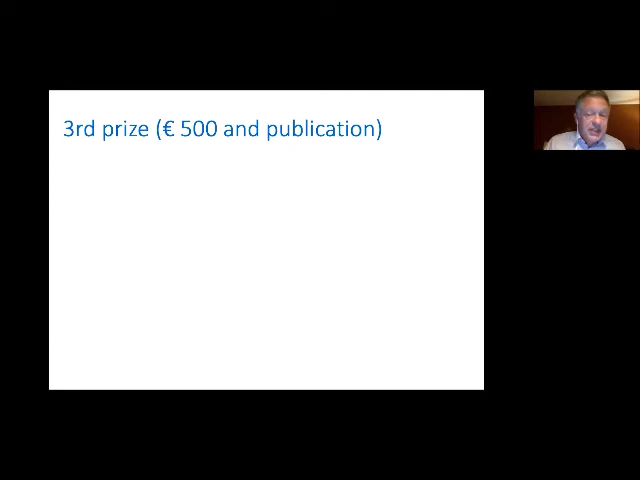 3rd prize (€ 500 and publication)